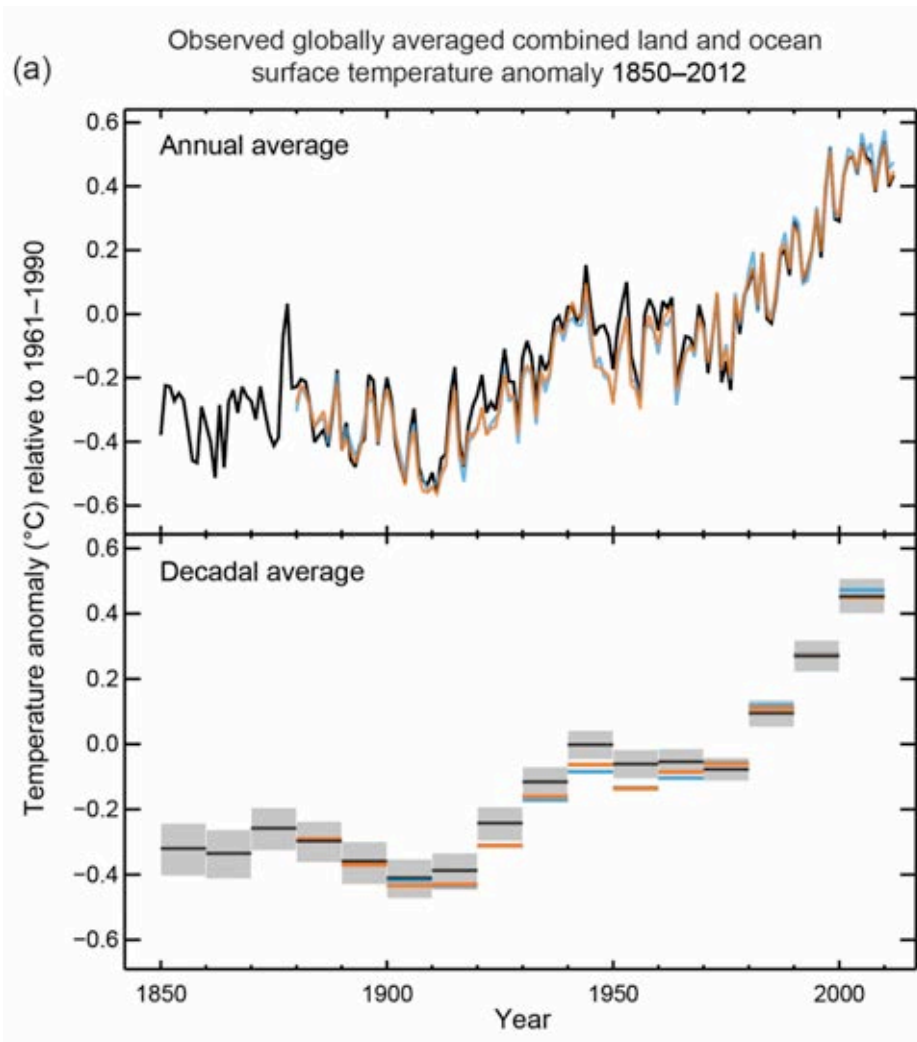 Observed globally averaged combined land and ocean
(a)
surface temperature anomaly 1850–2012
Annual average
0.6
0.4
0.2
0.0
−0.2
−0.4
−0.6
Temperature anomaly (°C) relative to 1961–1990
Decadal average
0.6
0.4
0.2
0.0
−0.2
−0.4
−0.6
1850 1900 1950 2000
Year